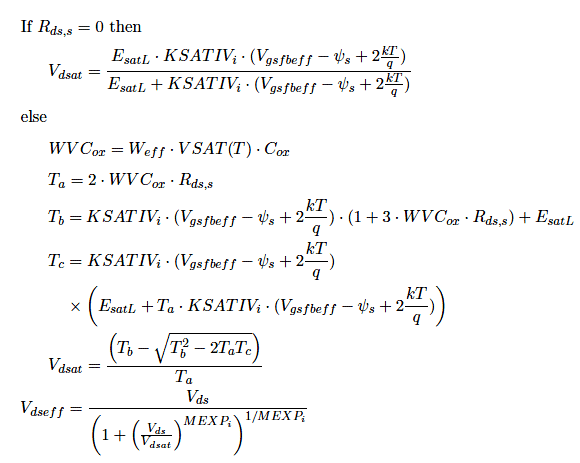 If $R_{ds,s} = 0$ then
$V_{dsat} = \frac{E_{satL} \cdot KSATIV_i \cdot (V_{gsfbeff} - \psi_s + 2\frac{kT}{q})}{E_{satL} + KSATIV_i \cdot (V_{gsfbeff} - \psi_s + 2\frac{kT}{q})}$
else
$WVC_{ox} = W_{eff} \cdot VSAT(T) \cdot C_{ox}$
$T_a = 2 \cdot WVC_{ox} \cdot R_{ds,s}$
$T_b = KSATIV_i \cdot (V_{gsfbeff} - \psi_s + 2\frac{kT}{q}) \cdot (1 + 3 \cdot WVC_{ox} \cdot R_{ds,s}) + E_{satL}$
$T_c = KSATIV_i \cdot (V_{gsfbeff} - \psi_s + 2\frac{kT}{q})$
$\times \left( E_{satL} + T_a \cdot KSATIV_i \cdot (V_{gsfbeff} - \psi_s + 2\frac{kT}{q}) \right)$
$V_{dsat} = \frac{\left( T_b - \sqrt{T_b^2 - 2T_aT_c} \right)}{T_a}$
$V_{dseff} = \frac{V_{ds}}{\left( 1 + \left( \frac{V_{ds}}{V_{dsat}} \right)^{MEXP_i} \right)^{1/MEXP_i}}$